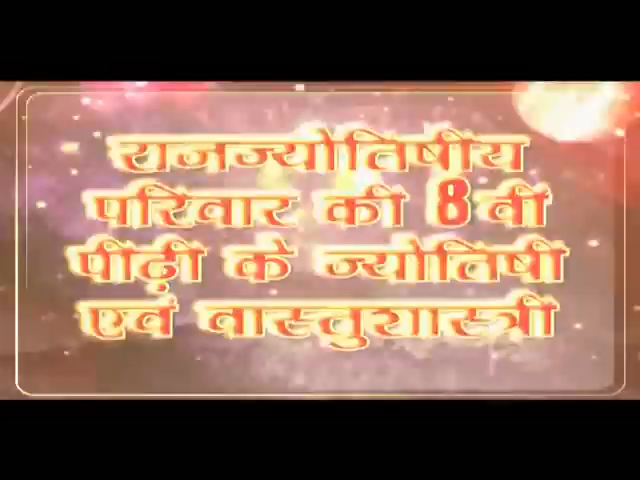 राजज्योतिषीय
परिवार की 8 वीं
पीढ़ी के ज्योतिषी
एवं वास्तुशास्त्री